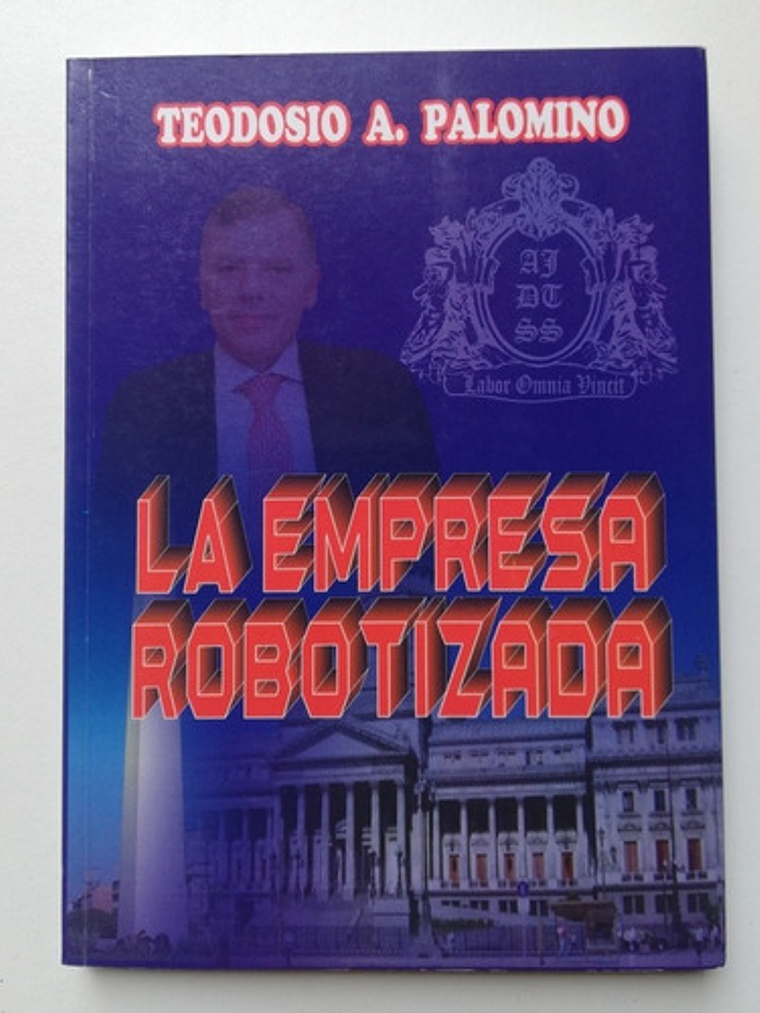 TEODOSIO A. PALOMINO
AJ
DT
SS
Labor Omnia Vincit
LA EMPRESA
ROBOTIZADA